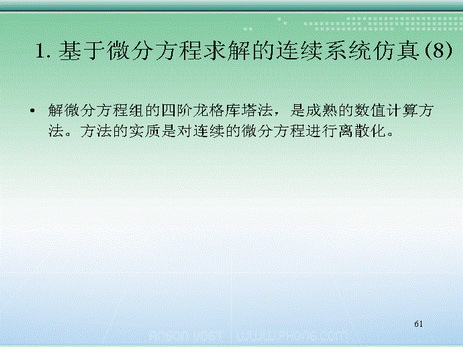 1.基于微分方程求解的连续系统仿真(8)
• 解微分方程组的四阶龙格库塔法，是成熟的数值计算方
法。方法的实质是对连续的微分方程进行离散化。
61